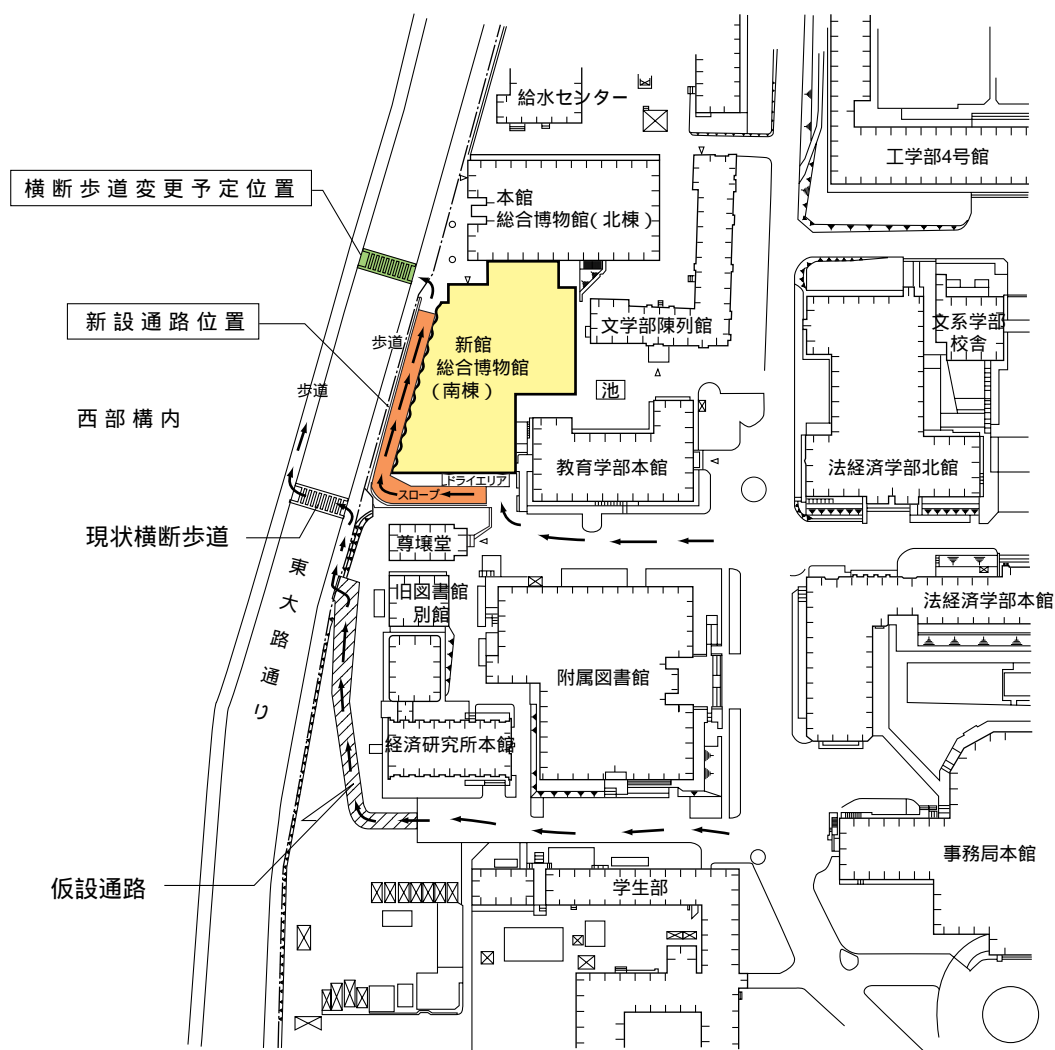 給水センター
工学部4号館
横断歩道変更予定位置
本館
総合博物館(北棟)
新設通路位置
歩道
新館
総合博物館
(南棟)
文学部陳列館
文系学部
校舎
歩道
池
西部構内
教育学部本館
法経済学部北館
ドライエリア
スロープ
現状横断歩道
尊壌堂
東大路通り
旧図書館
別館
法経済学部本館
附属図書館
経済研究所本館
仮設通路
学生部
事務局本館